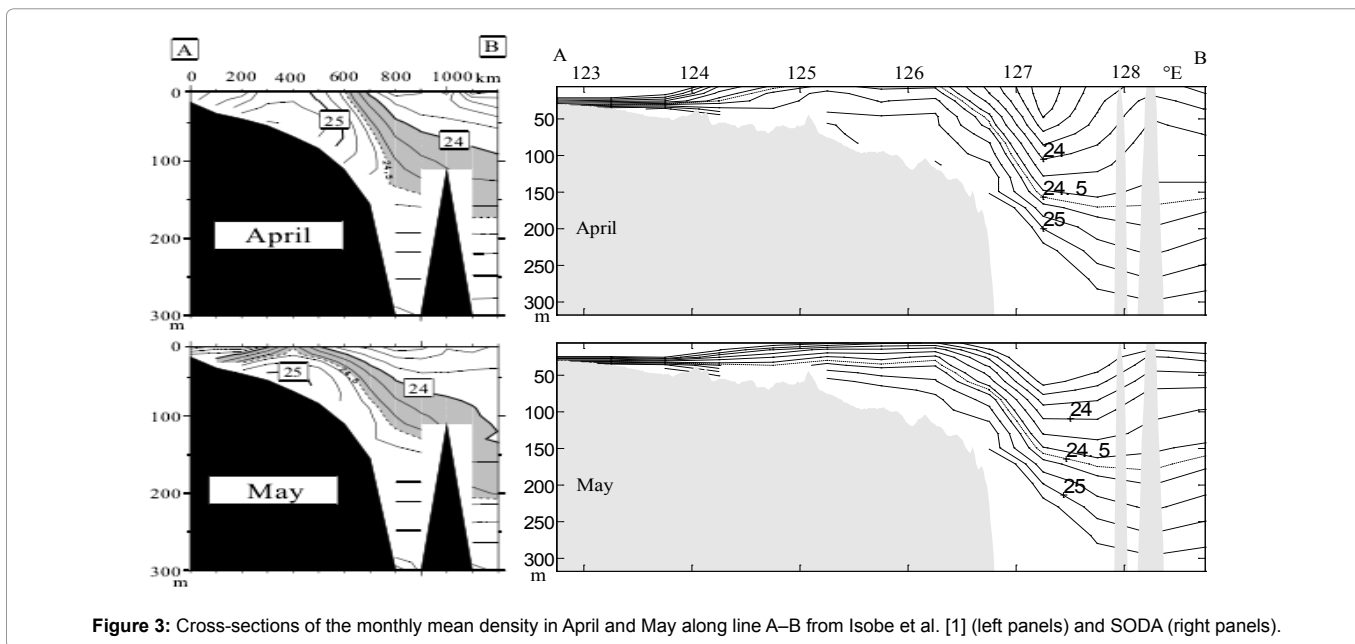 A B
0 200 400 600 800 1000 km
0
25
24
24.5
100
April
200
300
m
A B
123 124 125 126 127 128 °E
50
100
150
200
250
300
m
24
24. 5
25
April
0
25
24
100
May
200
300
m
50
100
150
200
250
300
m
24
24. 5
25
May
Figure 3: Cross-sections of the monthly mean density in April and May along line A–B from Isobe et al. [1] (left panels) and SODA (right panels).